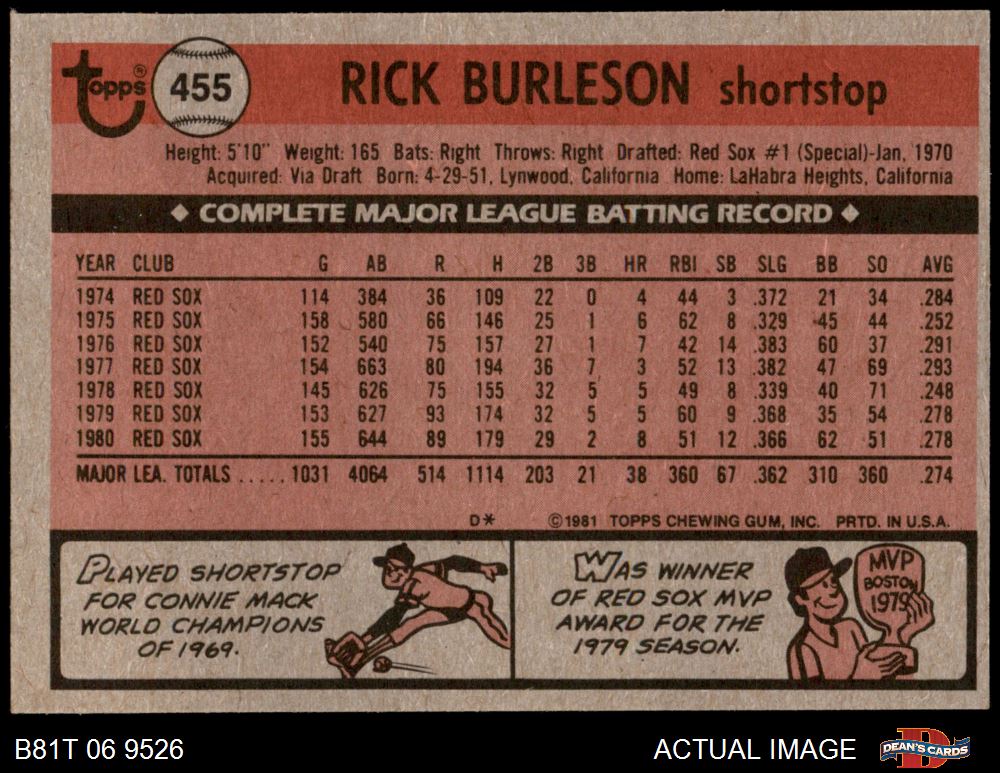 topps® 455 RICK BURLESON shortstop
Height: 5'10" Weight: 165 Bats: Right Throws: Right Drafted: Red Sox #1 (Special)-Jan, 1970
Acquired: Via Draft Born: 4-29-51, Lynwood, California Home: LaHabra Heights, California
◆ COMPLETE MAJOR LEAGUE BATTING RECORD ◆
YEAR CLUB G AB R H 2B 3B HR RBI SB SLG BB SO AVG
1974 RED SOX 114 384 36 109 22 0 4 44 3 .372 21 34 .284
1975 RED SOX 158 580 66 146 25 1 6 62 8 .329 45 44 .252
1976 RED SOX 152 540 75 157 27 1 7 42 14 .383 60 37 .291
1977 RED SOX 154 663 80 194 36 7 3 52 13 .382 47 69 .293
1978 RED SOX 145 626 75 155 32 5 5 49 8 .339 40 71 .248
1979 RED SOX 153 627 93 174 32 5 5 60 9 .368 35 54 .278
1980 RED SOX 155 644 89 179 29 2 8 51 12 .366 62 51 .278
MAJOR LEA. TOTALS ..... 1031 4064 514 1114 203 21 38 360 67 .362 310 360 .274
D* ©1981 TOPPS CHEWING GUM, INC. PRTD. IN U.S.A.
PLAYED SHORTSTOP
FOR CONNIE MACK
WORLD CHAMPIONS
OF 1969.
WAS WINNER
OF RED SOX MVP
AWARD FOR THE
1979 SEASON.
MVP
BOSTON
1979
B81T 06 9526 ACTUAL IMAGE DEAN'S CARDS